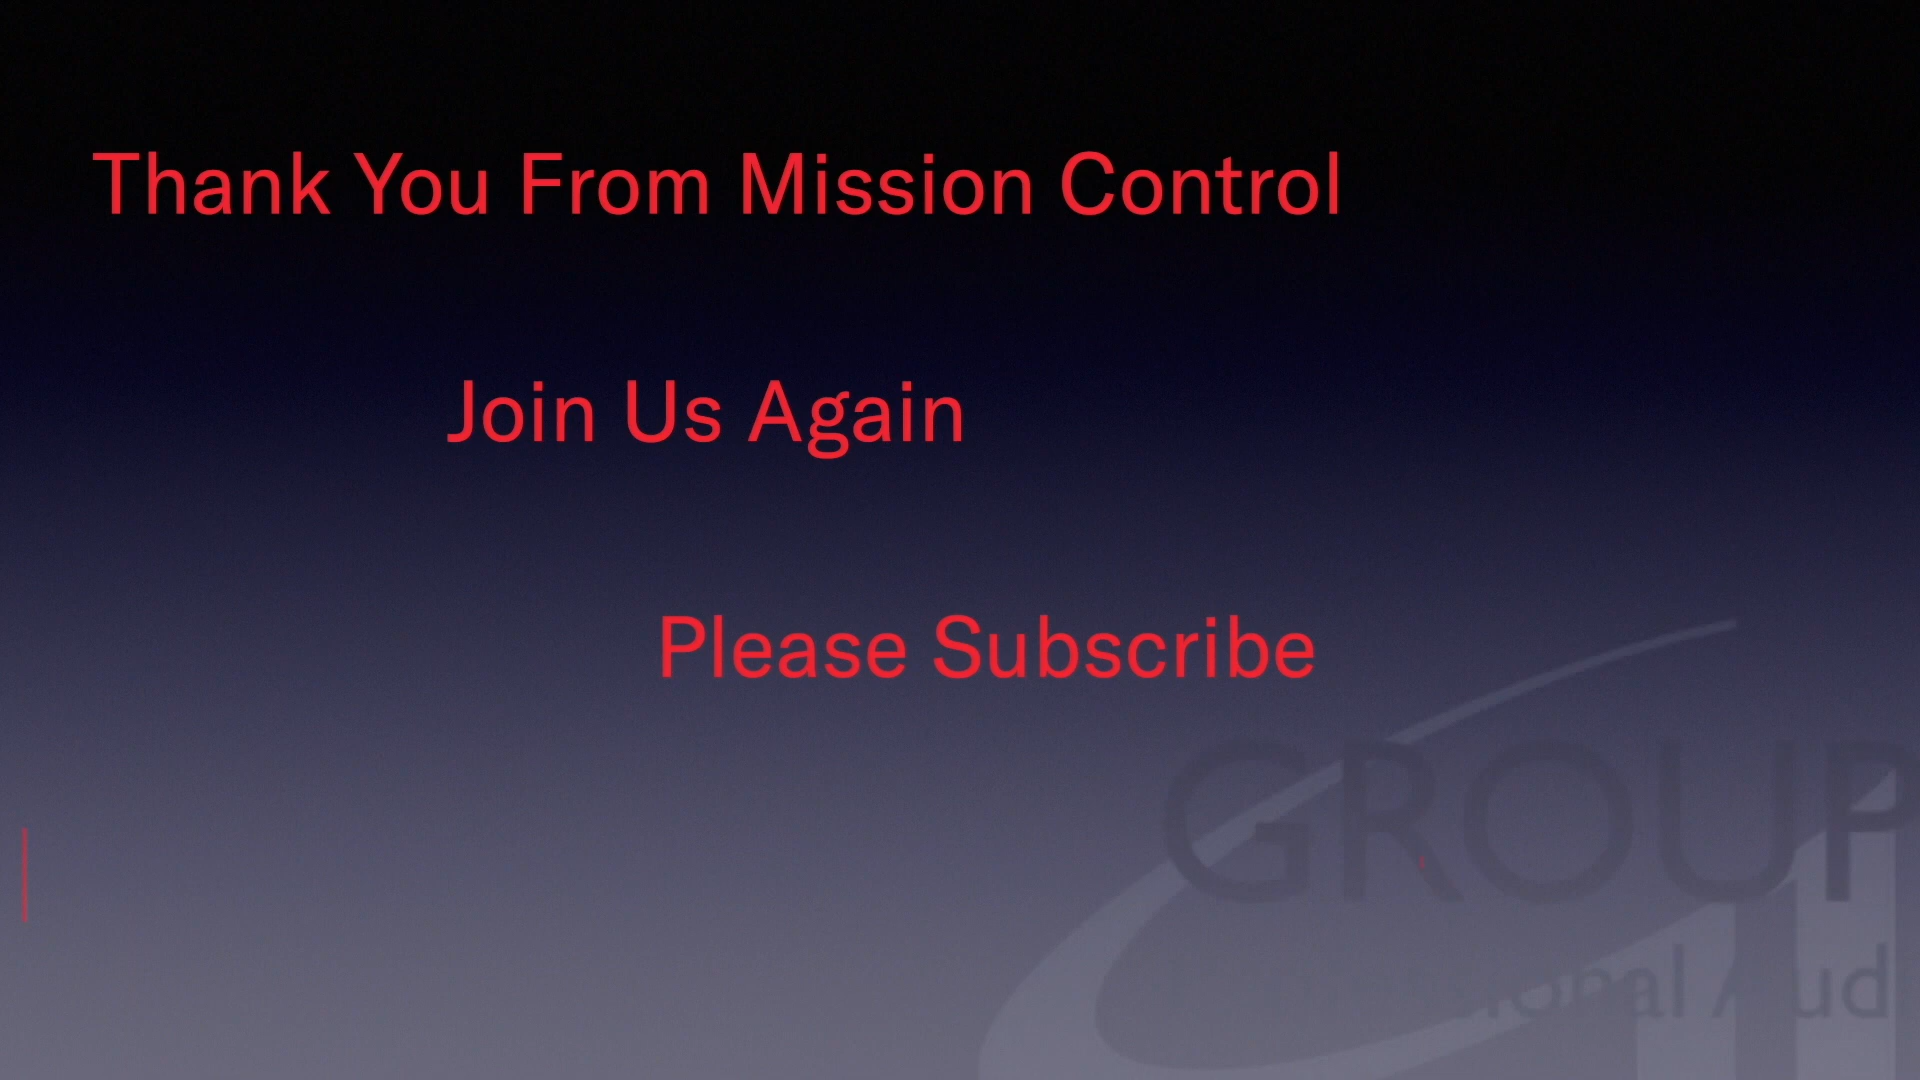 Thank You From Mission Control
Join Us Again
Please Subscribe
GROUP